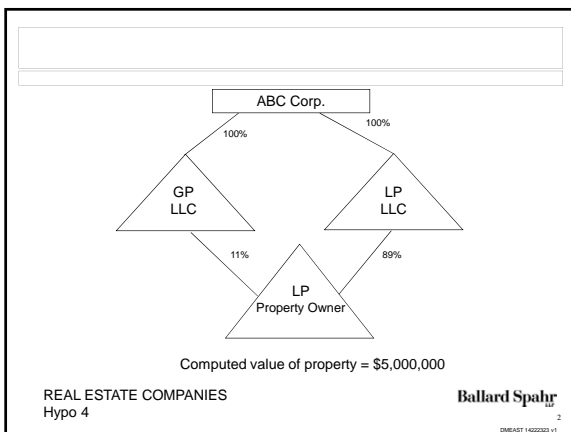 ABC Corp.
100%
100%
GP
LLC
LP
LLC
11%
89%
LP
Property Owner
Computed value of property = $5,000,000
REAL ESTATE COMPANIES
Hypo 4
Ballard Spahr
LLP
2
DMEAST 14222323 v1